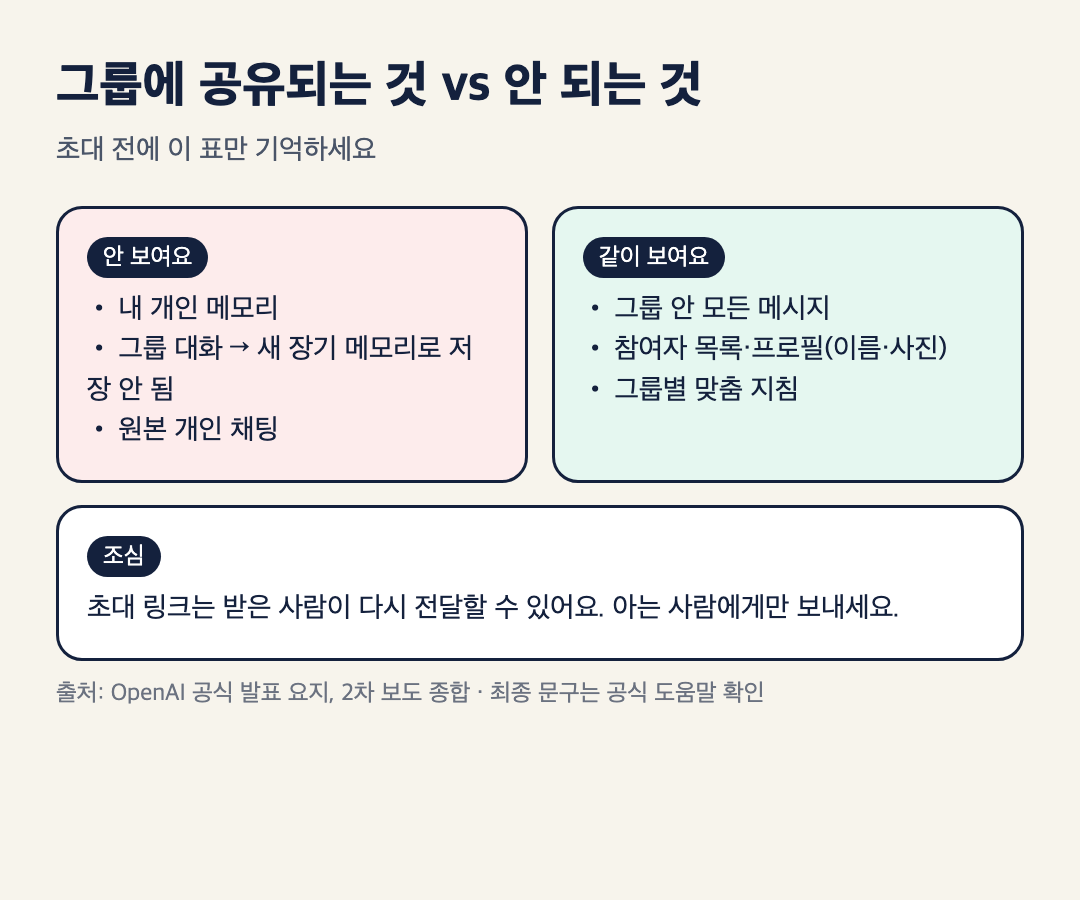 그룹에 공유되는 것 vs 안 되는 것
초대 전에 이 표만 기억하세요
안 보여요
• 내 개인 메모리
• 그룹 대화 → 새 장기 메모리로 저
장 안 됨
• 원본 개인 채팅
같이 보여요
• 그룹 안 모든 메시지
• 참여자 목록·프로필(이름·사진)
• 그룹별 맞춤 지침
조심
초대 링크는 받은 사람이 다시 전달할 수 있어요. 아는 사람에게만 보내세요.
출처: OpenAI 공식 발표 요지, 2차 보도 종합 · 최종 문구는 공식 도움말 확인